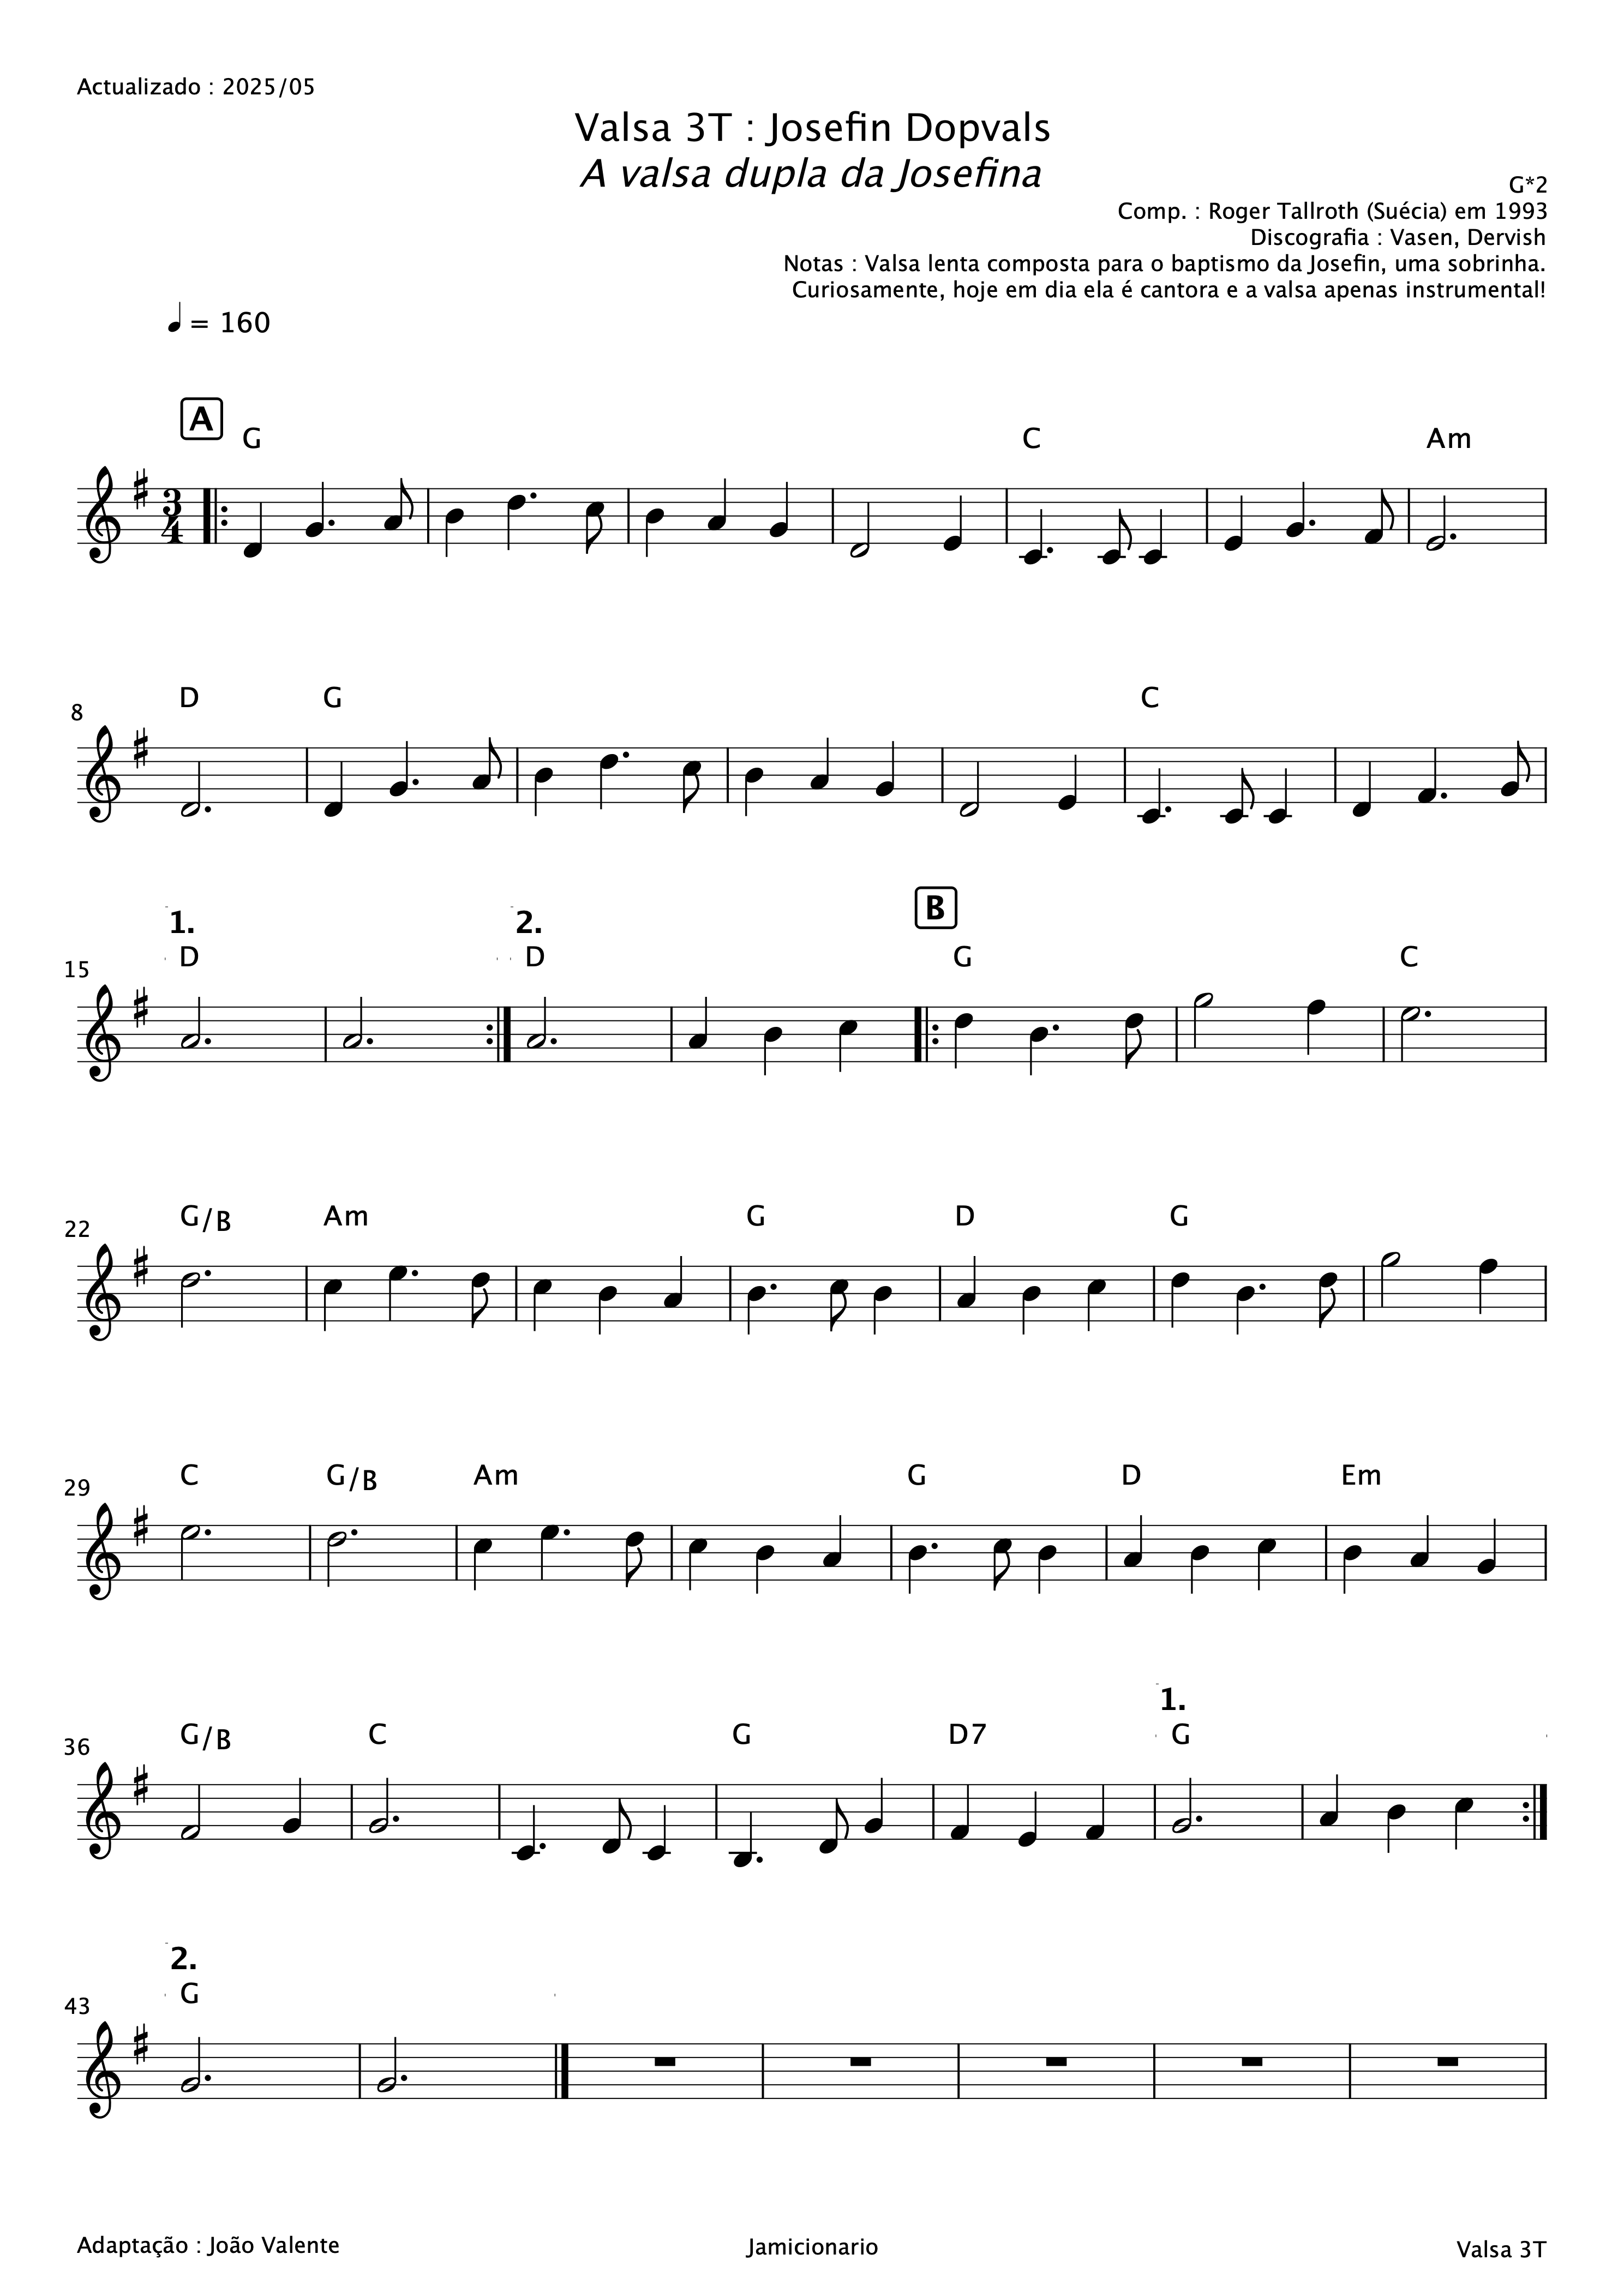 Actualizado : 2025/05
Valsa 3T : Josefin Dopvals
A valsa dupla da Josefina
G*2
Comp. : Roger Tallroth (Suécia) em 1993
Discografia : Vasen, Dervish
Notas : Valsa lenta composta para o baptismo da Josefin, uma sobrinha.
Curiosamente, hoje em dia ela é cantora e a valsa apenas instrumental!
= 160
A
G C Am
3
4
8
D G C
B
1. 2.
D D G C
15
G/B Am G D G
22
C G/B Am G D Em
29
1.
G/B C G D7 G
36
2.
G
43
Adaptação : João Valente
Jamicionario
Valsa 3T